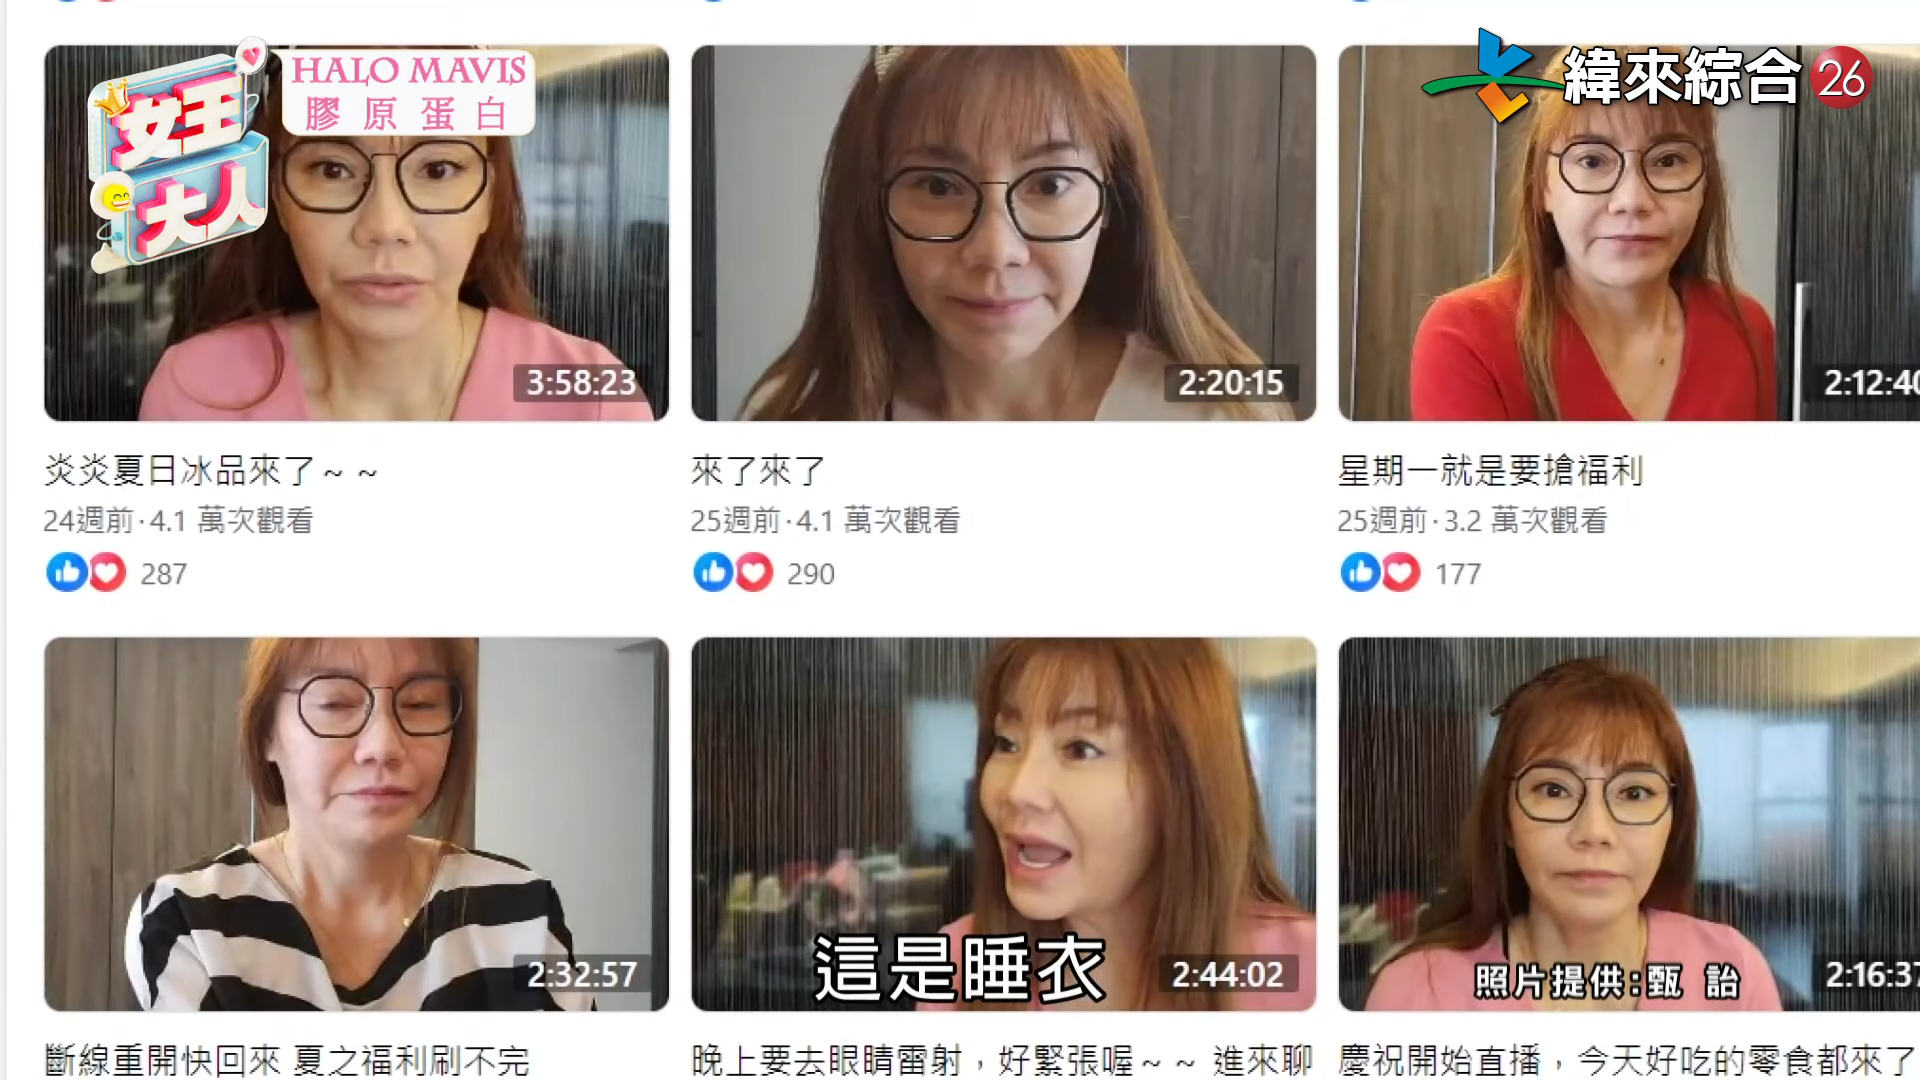 女王
大人
HALO MAVIS
膠原蛋白
緯來綜合 26
3:58:23
2:20:15
2:12:40
炎炎夏日冰品來了~ ~
24週前·4.1 萬次觀看
287
來了來了
25週前·4.1 萬次觀看
290
星期一就是要搶福利
25週前·3.2 萬次觀看
177
2:32:57
這是睡衣
2:44:02
照片提供:甄 詒
2:16:37
斷線重開快回來 夏之福利刷不完
晚上要去眼睛雷射，好緊張喔~ ~ 進來聊
慶祝開始直播，今天好吃的零食都來了